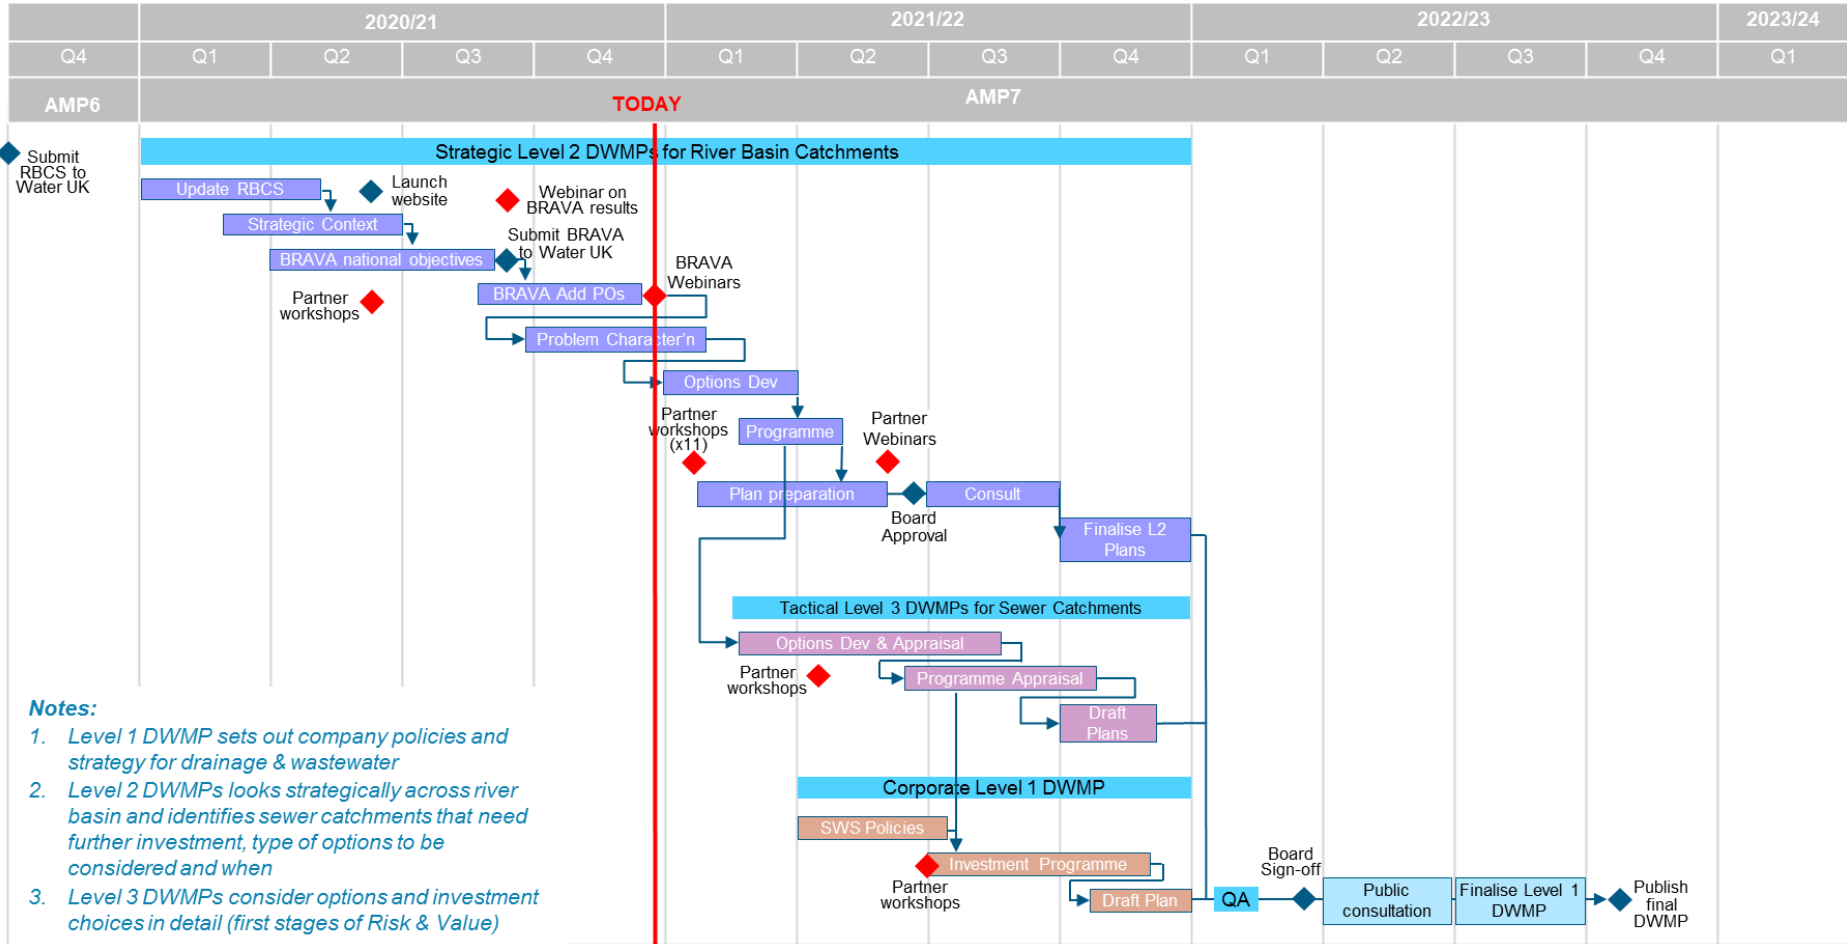 2020/21
2021/22
2022/23
2023/24
Q4
Q1
Q2
Q3
Q4
Q1
Q2
Q3
Q4
Q1
Q2
Q3
Q4
Q1
AMP6
TODAY
AMP7
Strategic Level 2 DWMPs for River Basin Catchments
Submit
RBCS to
Water UK
Update RBCS
Launch
website
Webinar on
BRAVA results
Strategic Context
Submit BRAVA
to Water UK
BRAVA national objectives
BRAVA
Webinars
Partner
workshops
BRAVA Add POs
Problem Character'n
Options Dev
Partner
workshops
(x11)
Programme
Partner
Webinars
Plan preparation
Consult
Board
Approval
Finalise L2
Plans
Tactical Level 3 DWMPs for Sewer Catchments
Options Dev & Appraisal
Partner
workshops
Programme Appraisal
Draft
Plans
Notes:
1. Level 1 DWMP sets out company policies and
strategy for drainage & wastewater
2. Level 2 DWMPs looks strategically across river
basin and identifies sewer catchments that need
further investment, type of options to be
considered and when
3. Level 3 DWMPs consider options and investment
choices in detail (first stages of Risk & Value)
Corporate Level 1 DWMP
SWS Policies
Investment Programme
Partner
workshops
Draft Plan
QA
Board
Sign-off
Public
consultation
Finalise Level 1
DWMP
Publish
final
DWMP